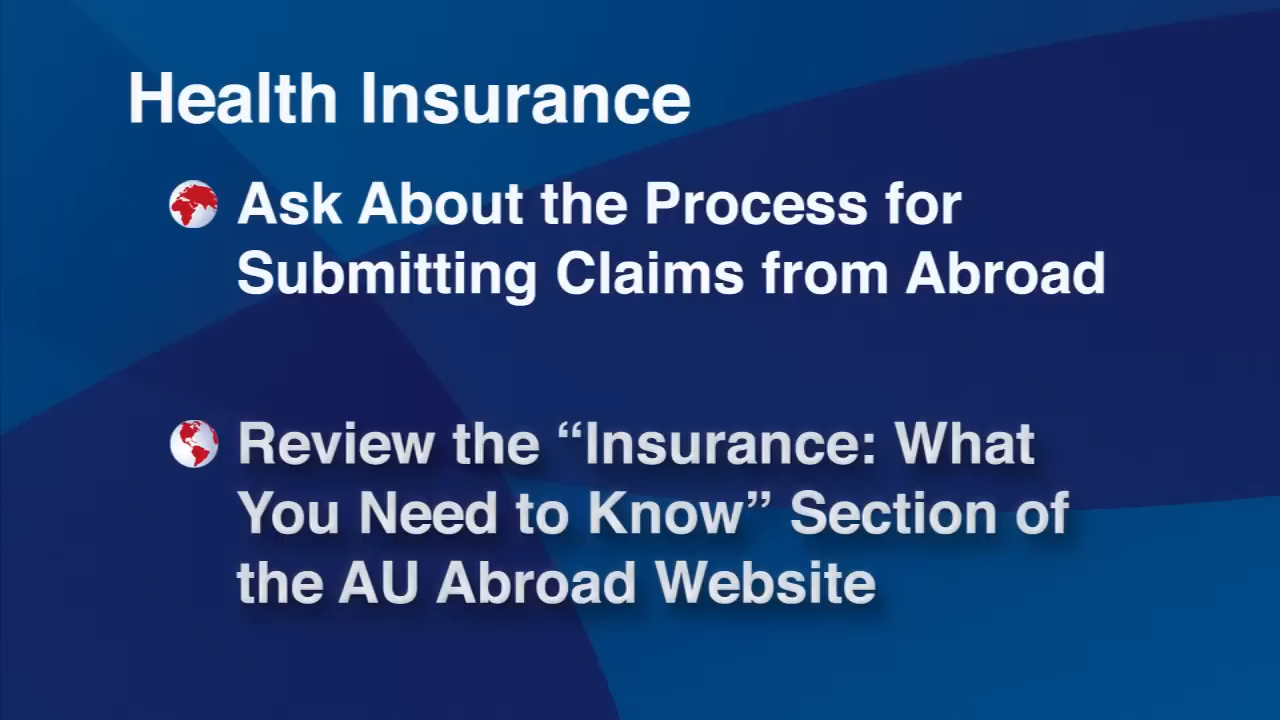 Health Insurance
Ask About the Process for
Submitting Claims from Abroad
Review the “Insurance: What
You Need to Know” Section of
the AU Abroad Website